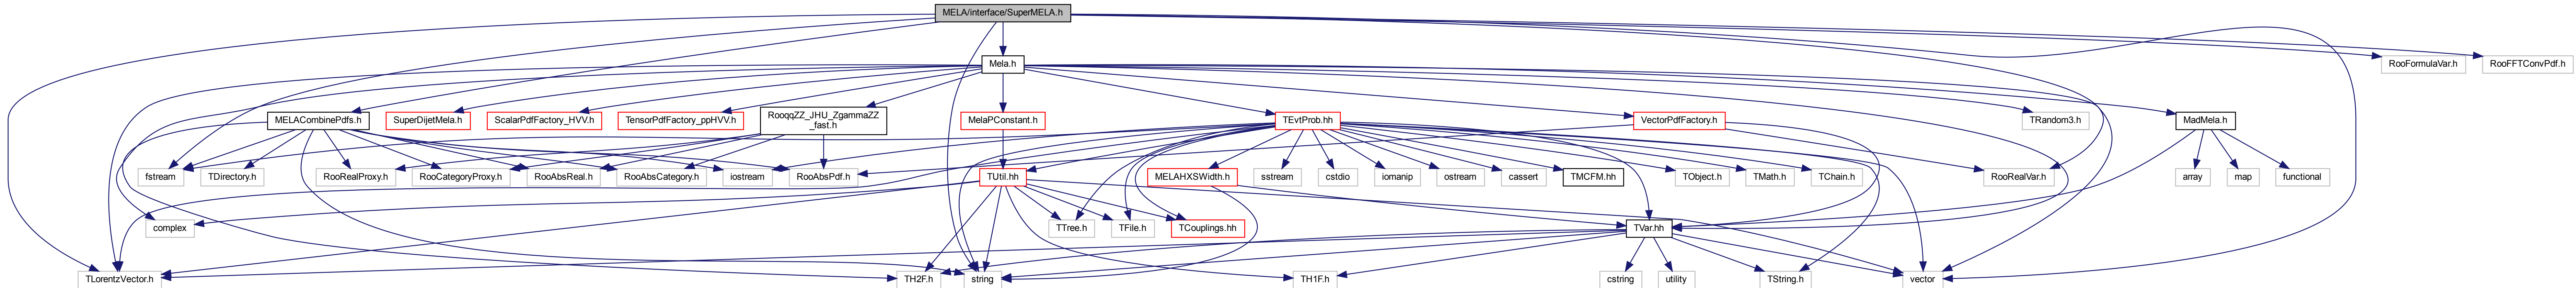 MELA/interface/SuperMELA.h
Mela.h
RooFormulaVar.h
RooFFTConvPdf.h
MELACombinePdfs.h
SuperDijetMela.h
ScalarPdfFactory_HVV.h
TensorPdfFactory_ppHVV.h
RooqqZZ_JHU_ZgammaZZ
_fast.h
MelaPConstant.h
TEvtProb.hh
VectorPdfFactory.h
TRandom3.h
MadMela.h
fstream
TDirectory.h
RooRealProxy.h
RooCategoryProxy.h
RooAbsReal.h
RooAbsCategory.h
iostream
RooAbsPdf.h
TUtil.hh
MELAHXSWidth.h
sstream
cstdio
iomanip
ostream
cassert
TMCFM.hh
TObject.h
TMath.h
TChain.h
RooRealVar.h
array
map
functional
complex
TTree.h
TFile.h
TCouplings.hh
TVar.hh
TLorentzVector.h
TH2F.h
string
TH1F.h
cstring
utility
TString.h
vector